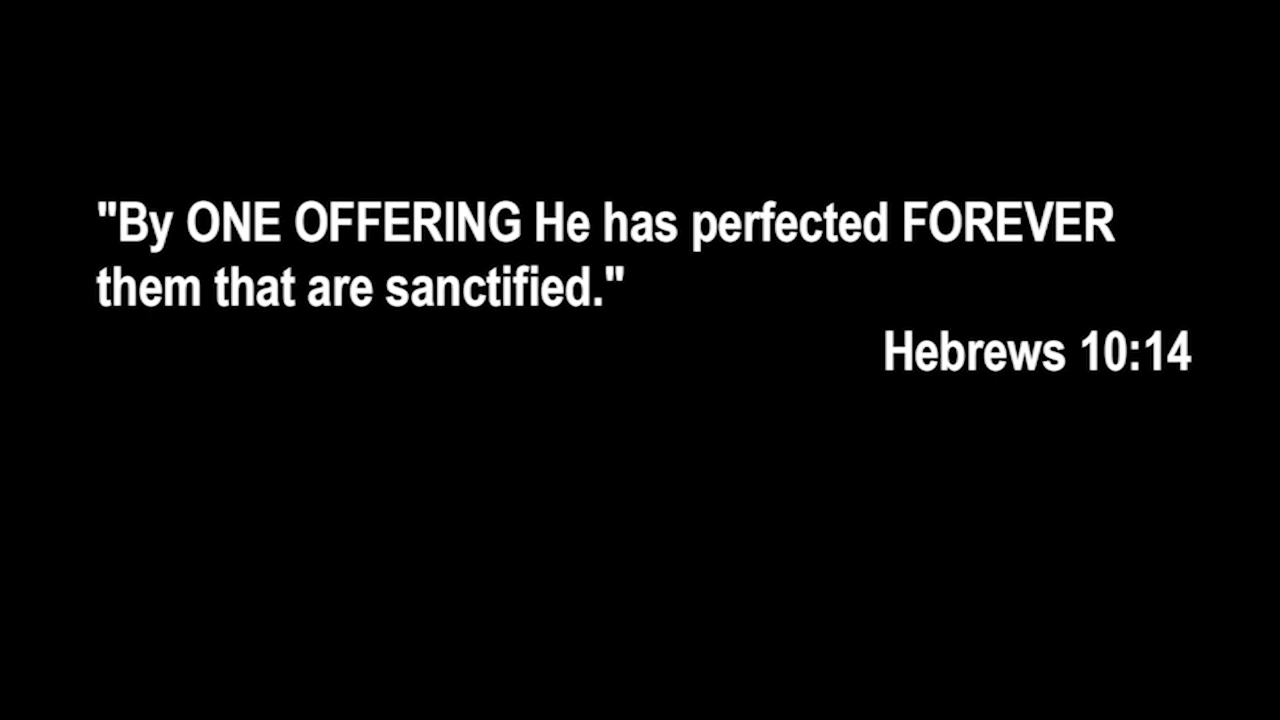 "By ONE OFFERING He has perfected FOREVER
them that are sanctified."
Hebrews 10:14